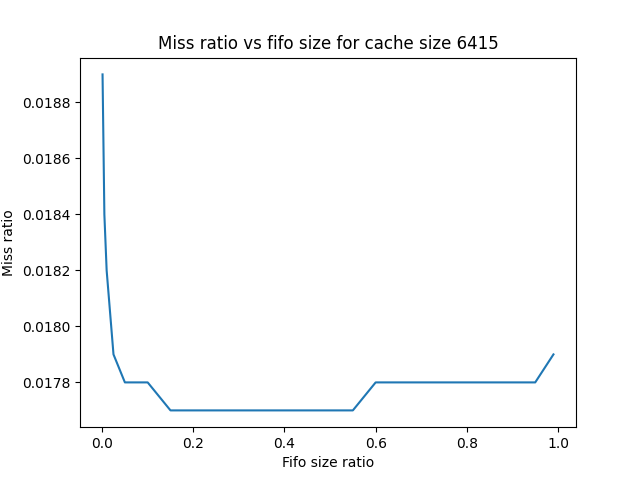 Miss ratio vs fifo size for cache size 6415
0.0188
0.0186
0.0184
0.0182
0.0180
0.0178
Miss ratio
0.0 0.2 0.4 0.6 0.8 1.0
Fifo size ratio